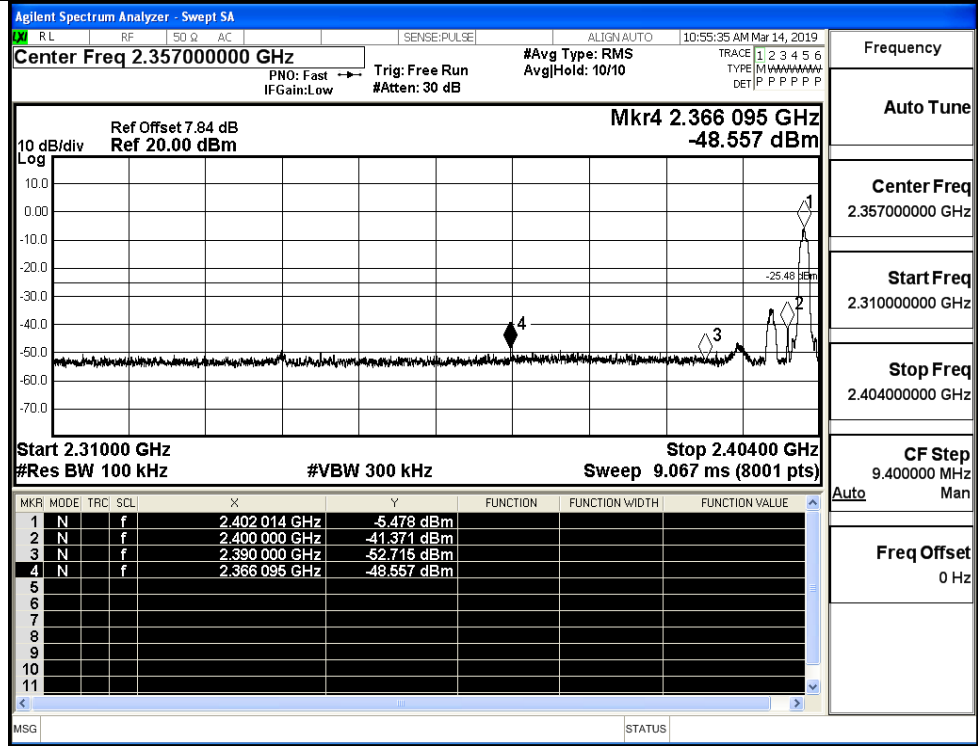 Agilent Spectrum Analyzer - Swept SA
LXI RL RF 50 Ω AC SENSE:PULSE ALIGN AUTO 10:55:35 AM Mar 14, 2019
Center Freq 2.357000000 GHz
PNO: Fast
IFGain:Low
Trig: Free Run
#Atten: 30 dB
#Avg Type: RMS
Avg|Hold: 10/10
TRACE 1 2 3 4 5 6
TYPE M WWWWW
DET P P P P P P
Mkr4 2.366 095 GHz
-48.557 dBm
Ref Offset 7.84 dB
10 dB/div Ref 20.00 dBm
Log
10.0
0.00
-10.0
-20.0
-30.0
-40.0
-50.0
-60.0
-70.0
1
-25.48 dBm
2
3
4
Start 2.31000 GHz Stop 2.40400 GHz
#Res BW 100 kHz #VBW 300 kHz Sweep 9.067 ms (8001 pts)
MKR MODE TRC SCL X Y FUNCTION FUNCTION WIDTH FUNCTION VALUE
1 N f 2.402 014 GHz -5.478 dBm
2 N f 2.400 000 GHz -41.371 dBm
3 N f 2.390 000 GHz -52.715 dBm
4 N f 2.366 095 GHz -48.557 dBm
5
6
7
8
9
10
11
MSG STATUS
Frequency
Auto Tune
Center Freq
2.357000000 GHz
Start Freq
2.310000000 GHz
Stop Freq
2.404000000 GHz
CF Step
9.400000 MHz
Auto Man
Freq Offset
0 Hz